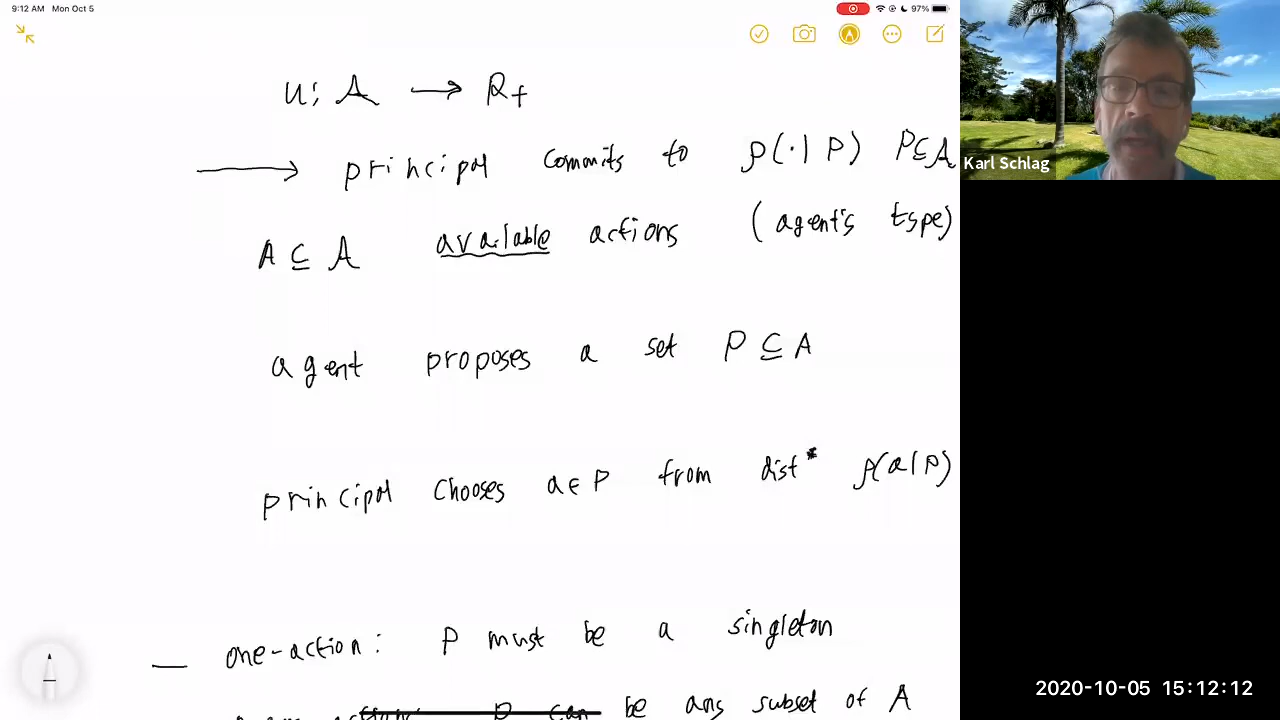 9:12 AM Mon Oct 5
97%
u: A → R+
→ principal commits to ρ(·|P) P ⊆ A
A ⊆ A available actions (agent's type)
agent proposes a set P ⊆ A
principal chooses a ∈ P from dist* ρ(a|P)
— one-action: P must be a singleton
P can be any subset of A
Karl Schlag
2020-10-05 15:12:12